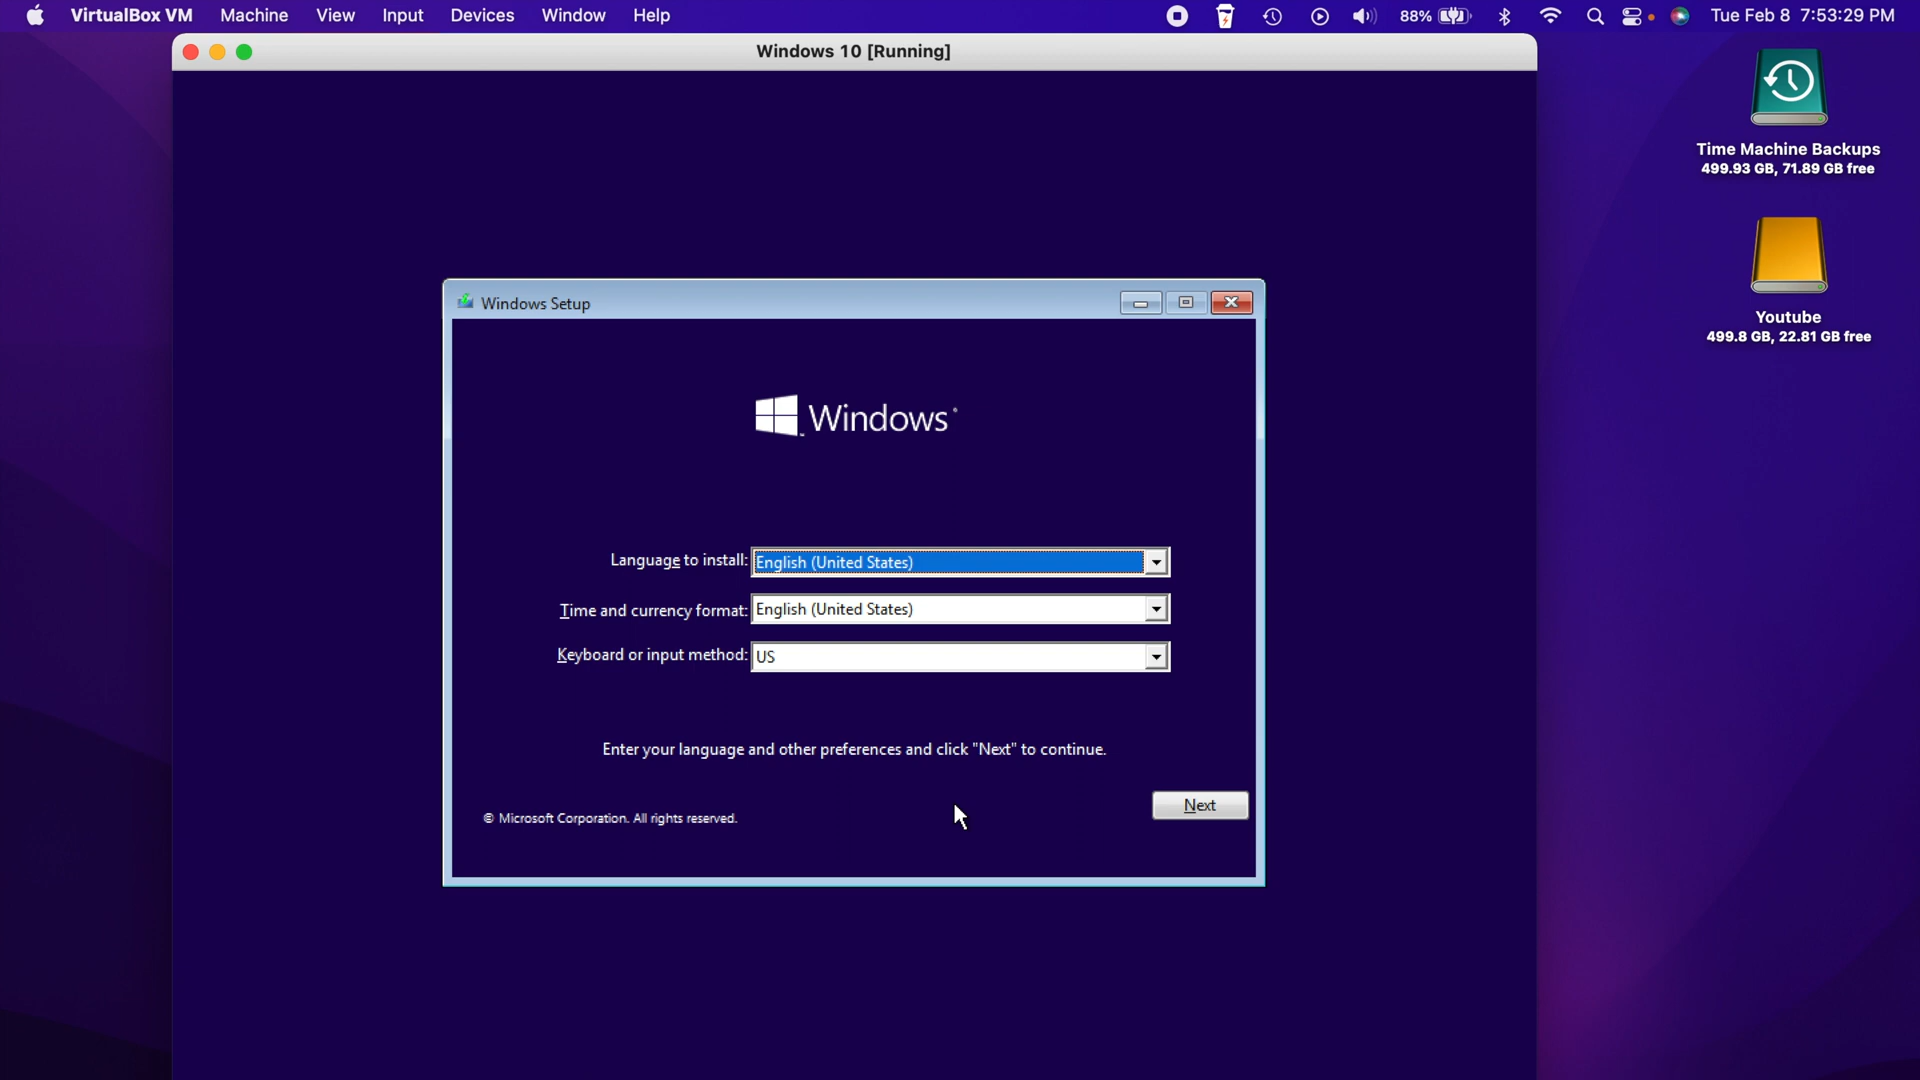 VirtualBox VM Machine View Input Devices Window Help 88% Tue Feb 8 7:53:29 PM
Windows 10 [Running]
Time Machine Backups
499.93 GB, 71.89 GB free
Youtube
499.8 GB, 22.81 GB free
Windows Setup
Windows
Language to install: English (United States)
Time and currency format: English (United States)
Keyboard or input method: US
Enter your language and other preferences and click "Next" to continue.
Next
© Microsoft Corporation. All rights reserved.